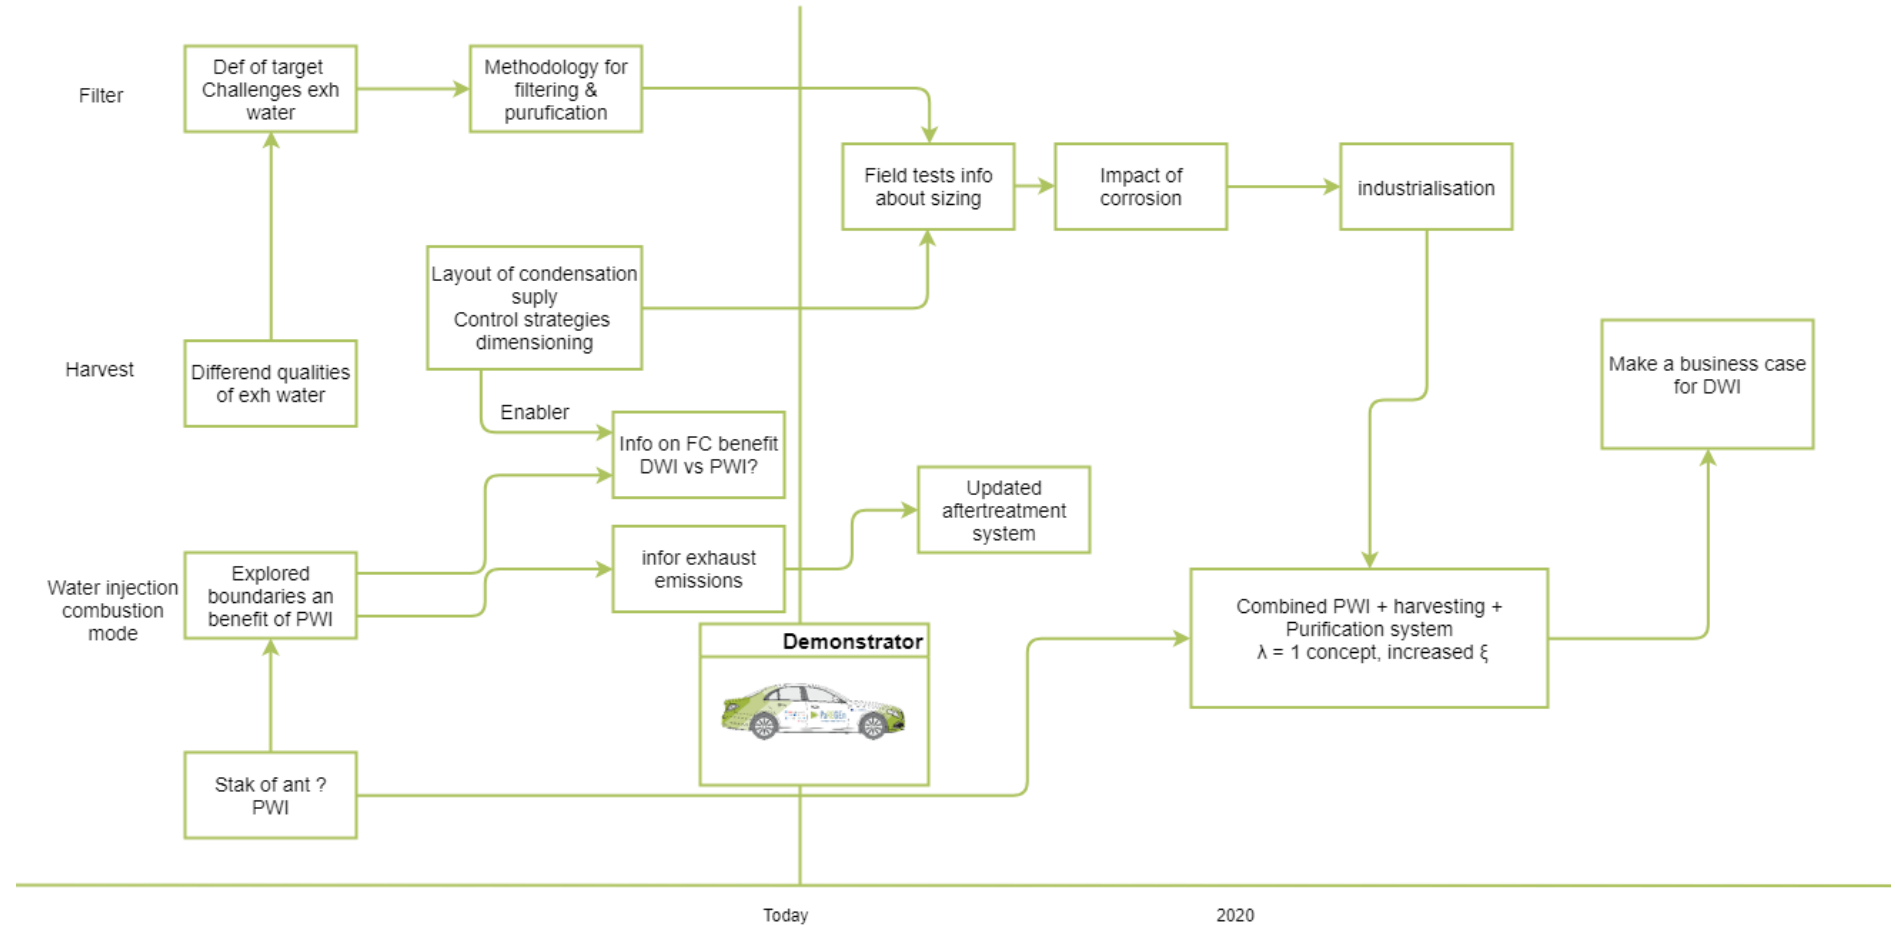 Filter
Def of target
Challenges exh
water
Methodology for
filtering &
purufication
Field tests info
about sizing
Impact of
corrosion
industrialisation
Harvest
Differend qualities
of exh water
Layout of condensation
suply
Control strategies
dimensioning
Enabler
Info on FC benefit
DWI vs PWI?
Make a business case
for DWI
Updated
aftertreatment
system
Water injection
combustion
mode
Explored
boundaries an
benefit of PWI
infor exhaust
emissions
Demonstrator
PaREGEn
Combined PWI + harvesting +
Purification system
λ = 1 concept, increased ξ
Stak of ant ?
PWI
Today
2020